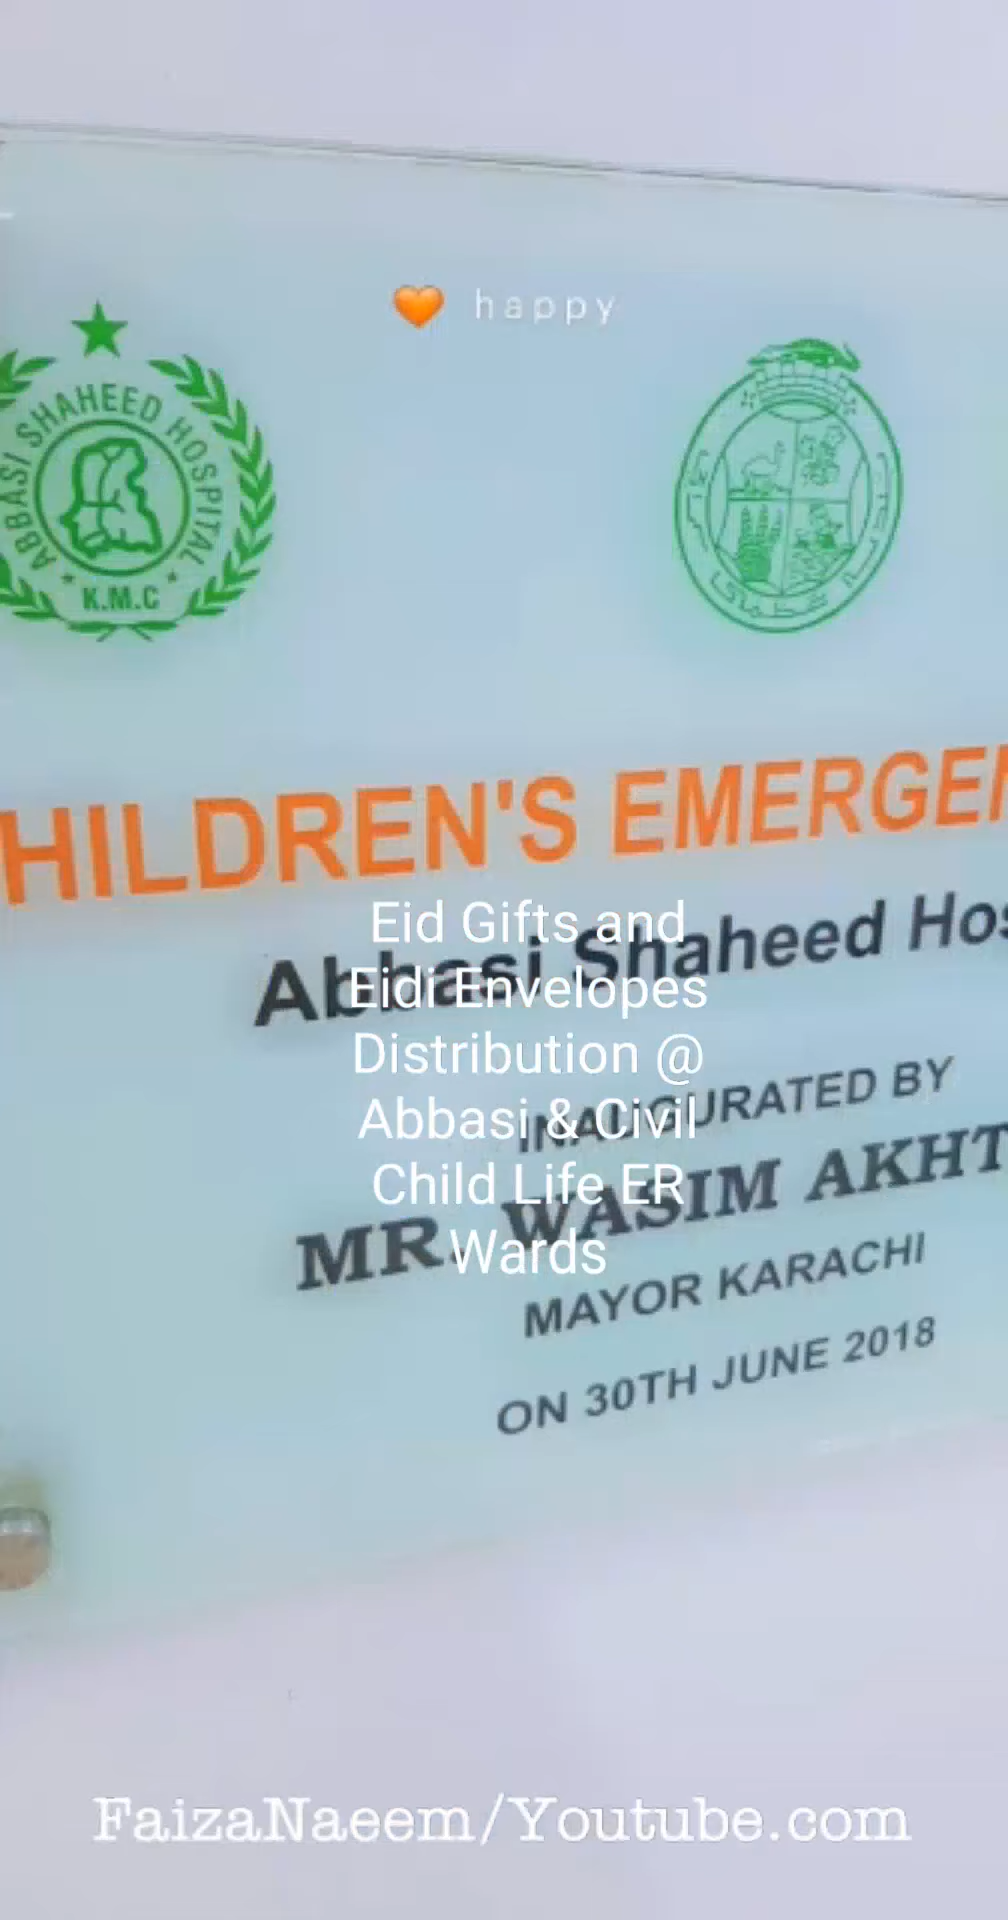 🧡 happy
ABBASI SHAHEED HOSPITAL
K.M.C
HILDREN'S EMERGE
Abbasi Shaheed Hos
INAUGURATED BY
MR. WASIM AKHT
MAYOR KARACHI
ON 30TH JUNE 2018
Eid Gifts and
Eidi Envelopes
Distribution @
Abbasi & Civil
Child Life ER
Wards
FaizaNaeem/Youtube.com